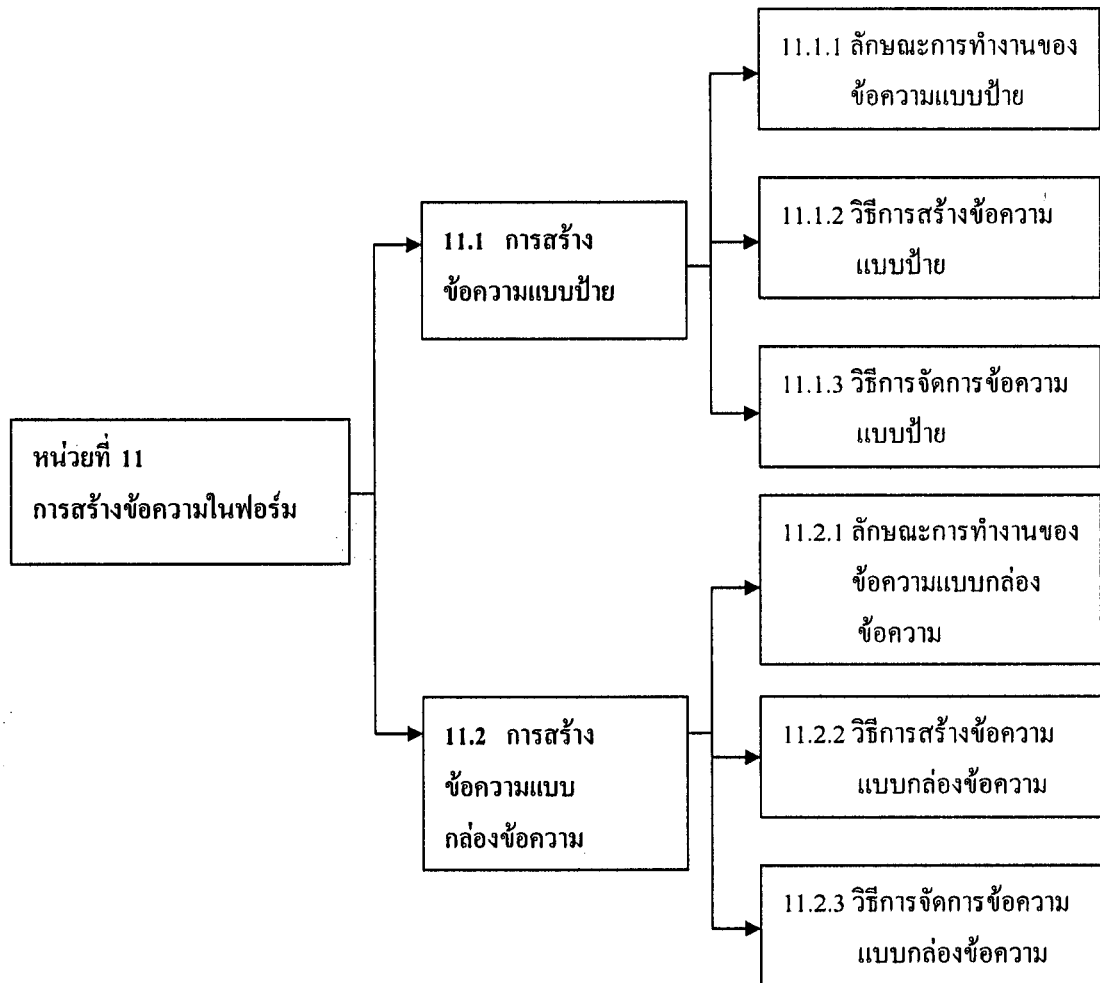 หน่วยที่ 11
การสร้างข้อความในฟอร์ม
11.1 การสร้าง
ข้อความแบบป้าย
11.1.1 ลักษณะการทำงานของ
ข้อความแบบป้าย
11.1.2 วิธีการสร้างข้อความ
แบบป้าย
11.1.3 วิธีการจัดการข้อความ
แบบป้าย
11.2 การสร้าง
ข้อความแบบ
กล่องข้อความ
11.2.1 ลักษณะการทำงานของ
ข้อความแบบกล่อง
ข้อความ
11.2.2 วิธีการสร้างข้อความ
แบบกล่องข้อความ
11.2.3 วิธีการจัดการข้อความ
แบบกล่องข้อความ